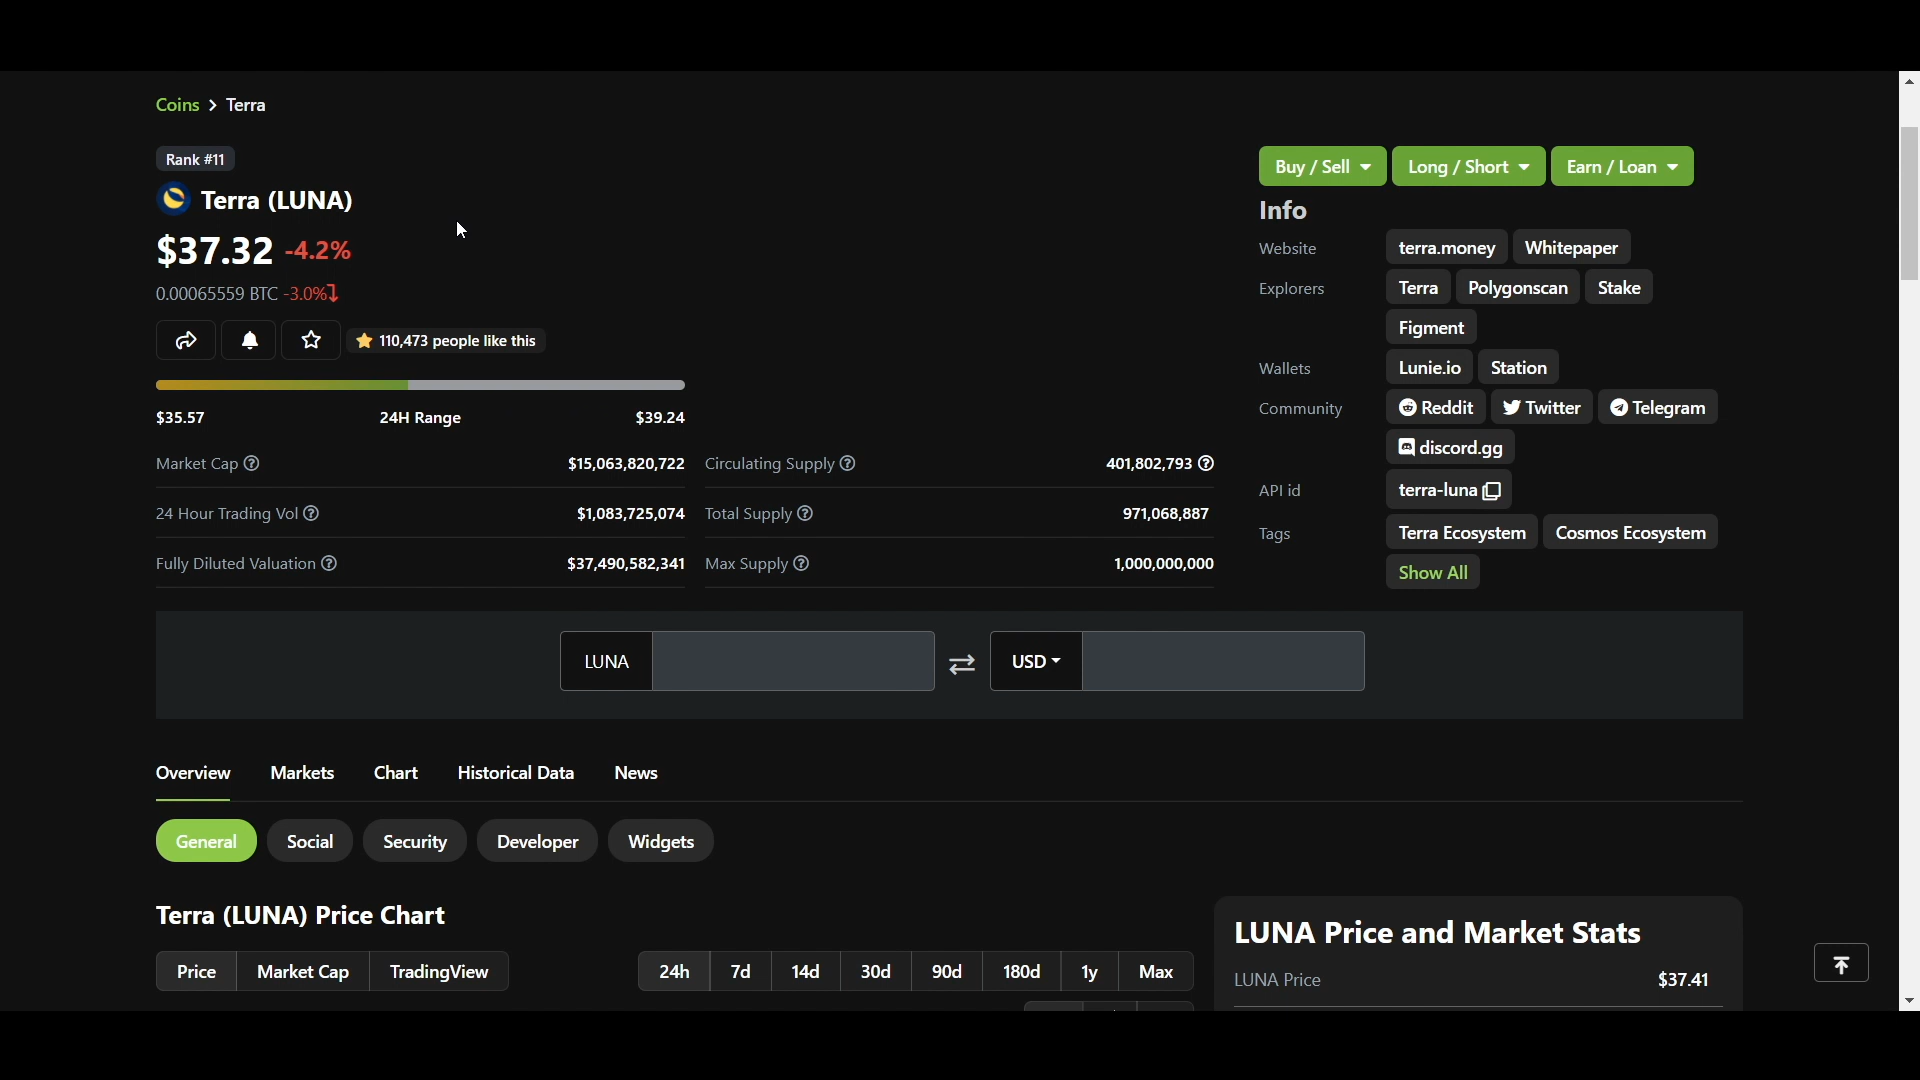 Coins > Terra
Rank #11
Terra (LUNA)
$37.32 -4.2%
0.00065559 BTC -3.0%
110,473 people like this
$35.57 24H Range $39.24
Market Cap $15,063,820,722
24 Hour Trading Vol $1,083,725,074
Fully Diluted Valuation $37,490,582,341
Circulating Supply 401,802,793
Total Supply 971,068,887
Max Supply 1,000,000,000
Buy / Sell Long / Short Earn / Loan
Info
Website terra.money Whitepaper
Explorers Terra Polygonscan Stake
Figment
Wallets Lunie.io Station
Community Reddit Twitter Telegram
discord.gg
API id terra-luna
Tags Terra Ecosystem Cosmos Ecosystem
Show All
LUNA USD
Overview Markets Chart Historical Data News
General Social Security Developer Widgets
Terra (LUNA) Price Chart
Price Market Cap TradingView 24h 7d 14d 30d 90d 180d 1y Max
LUNA Price and Market Stats
LUNA Price $37.41